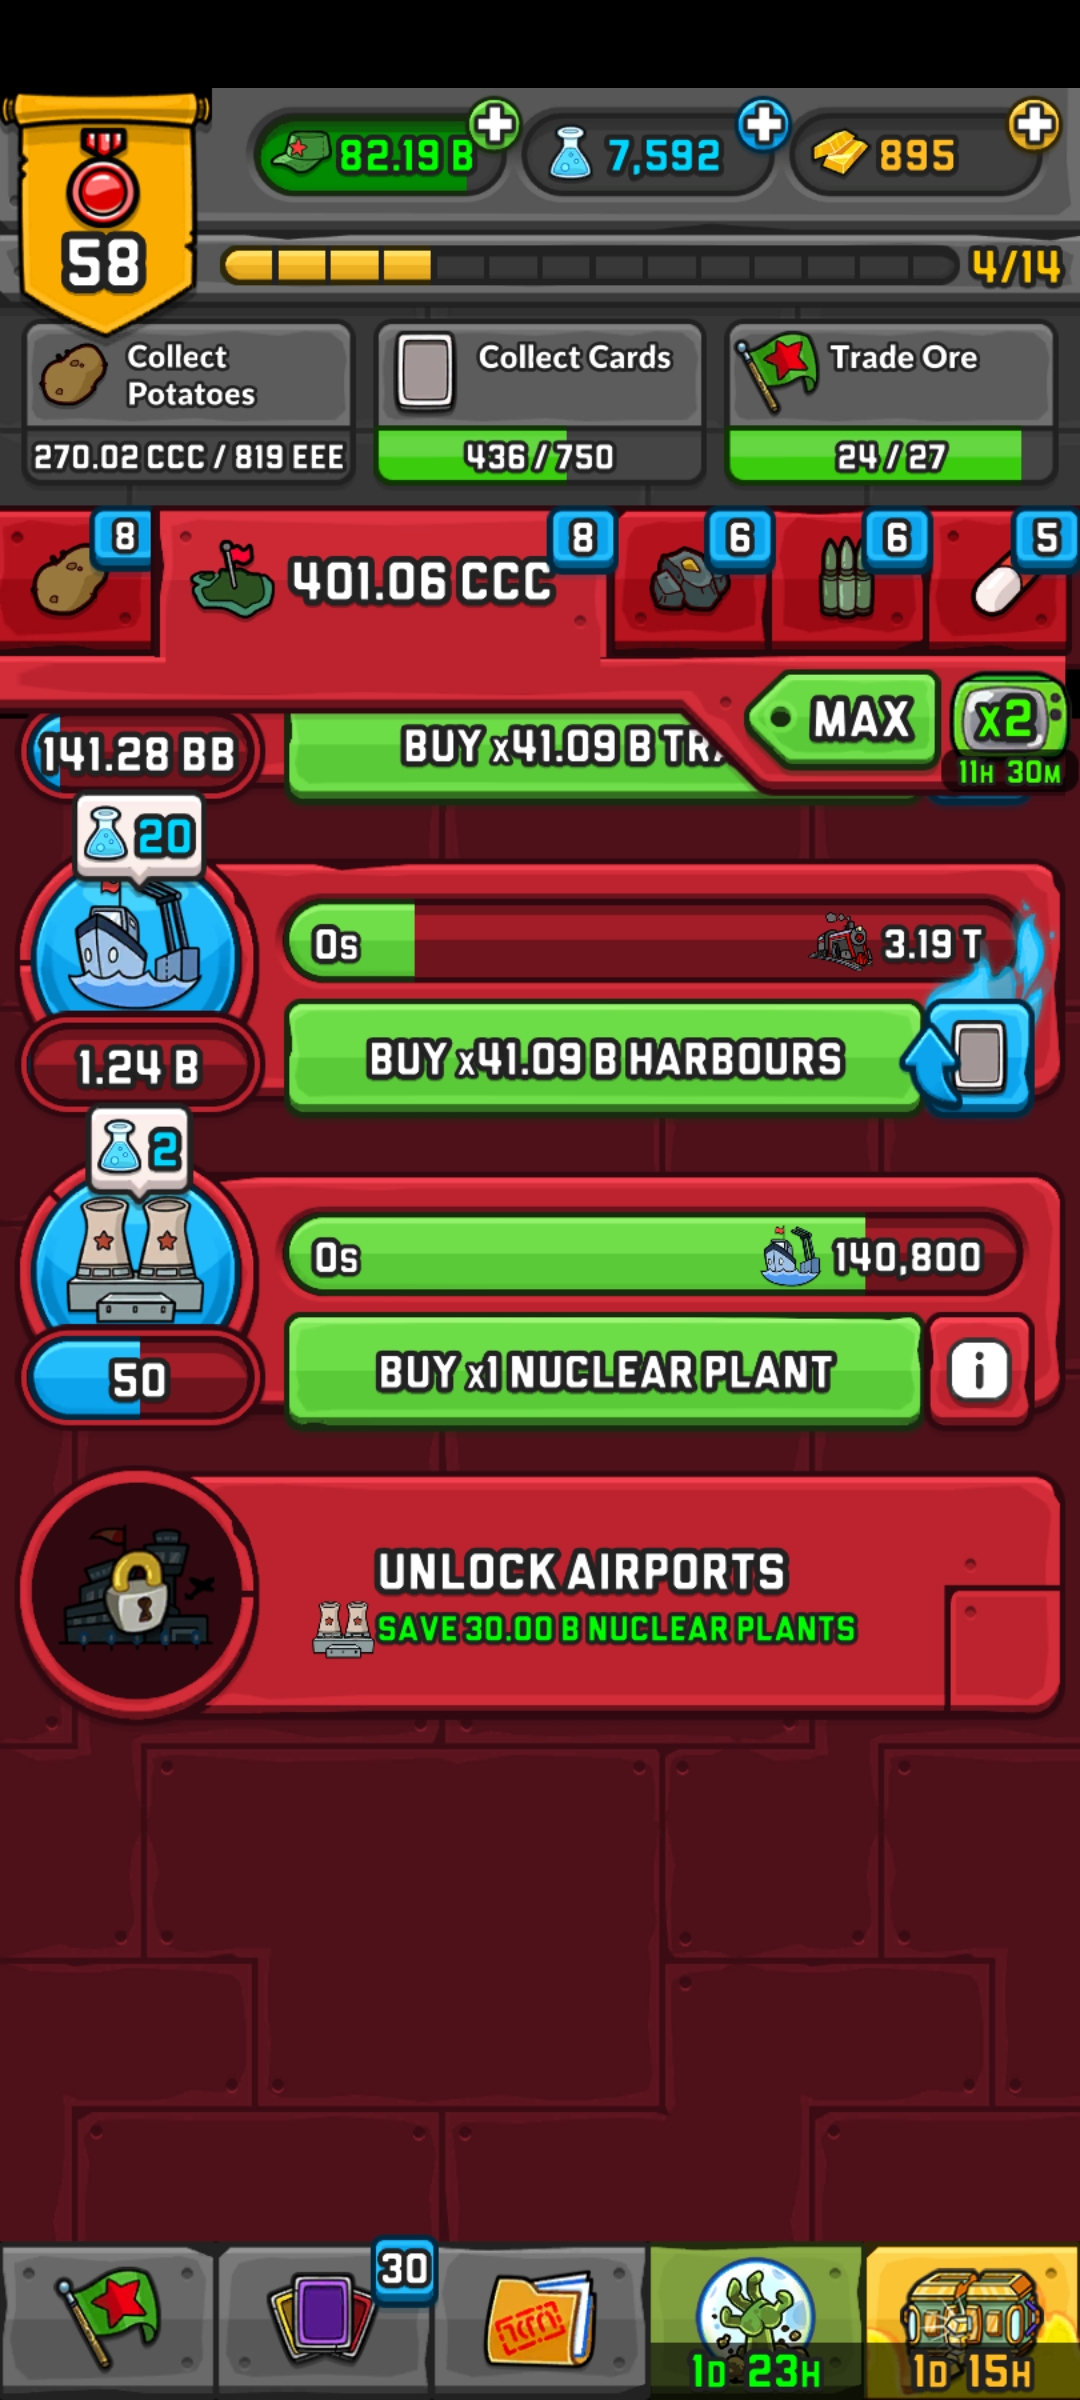 82.19 B
7,592
895
58
4/14
Collect Potatoes
270.02 CCC / 819 EEE
Collect Cards
436 / 750
Trade Ore
24 / 27
8
401.06 CCC
8
6
6
5
MAX
x2
11H 30M
141.28 BB
BUY x41.09 B TRA
20
0s
3.19 T
1.24 B
BUY x41.09 B HARBOURS
2
0s
140,800
50
BUY x1 NUCLEAR PLANT
i
UNLOCK AIRPORTS
SAVE 30.00 B NUCLEAR PLANTS
30
1D 23H
1D 15H